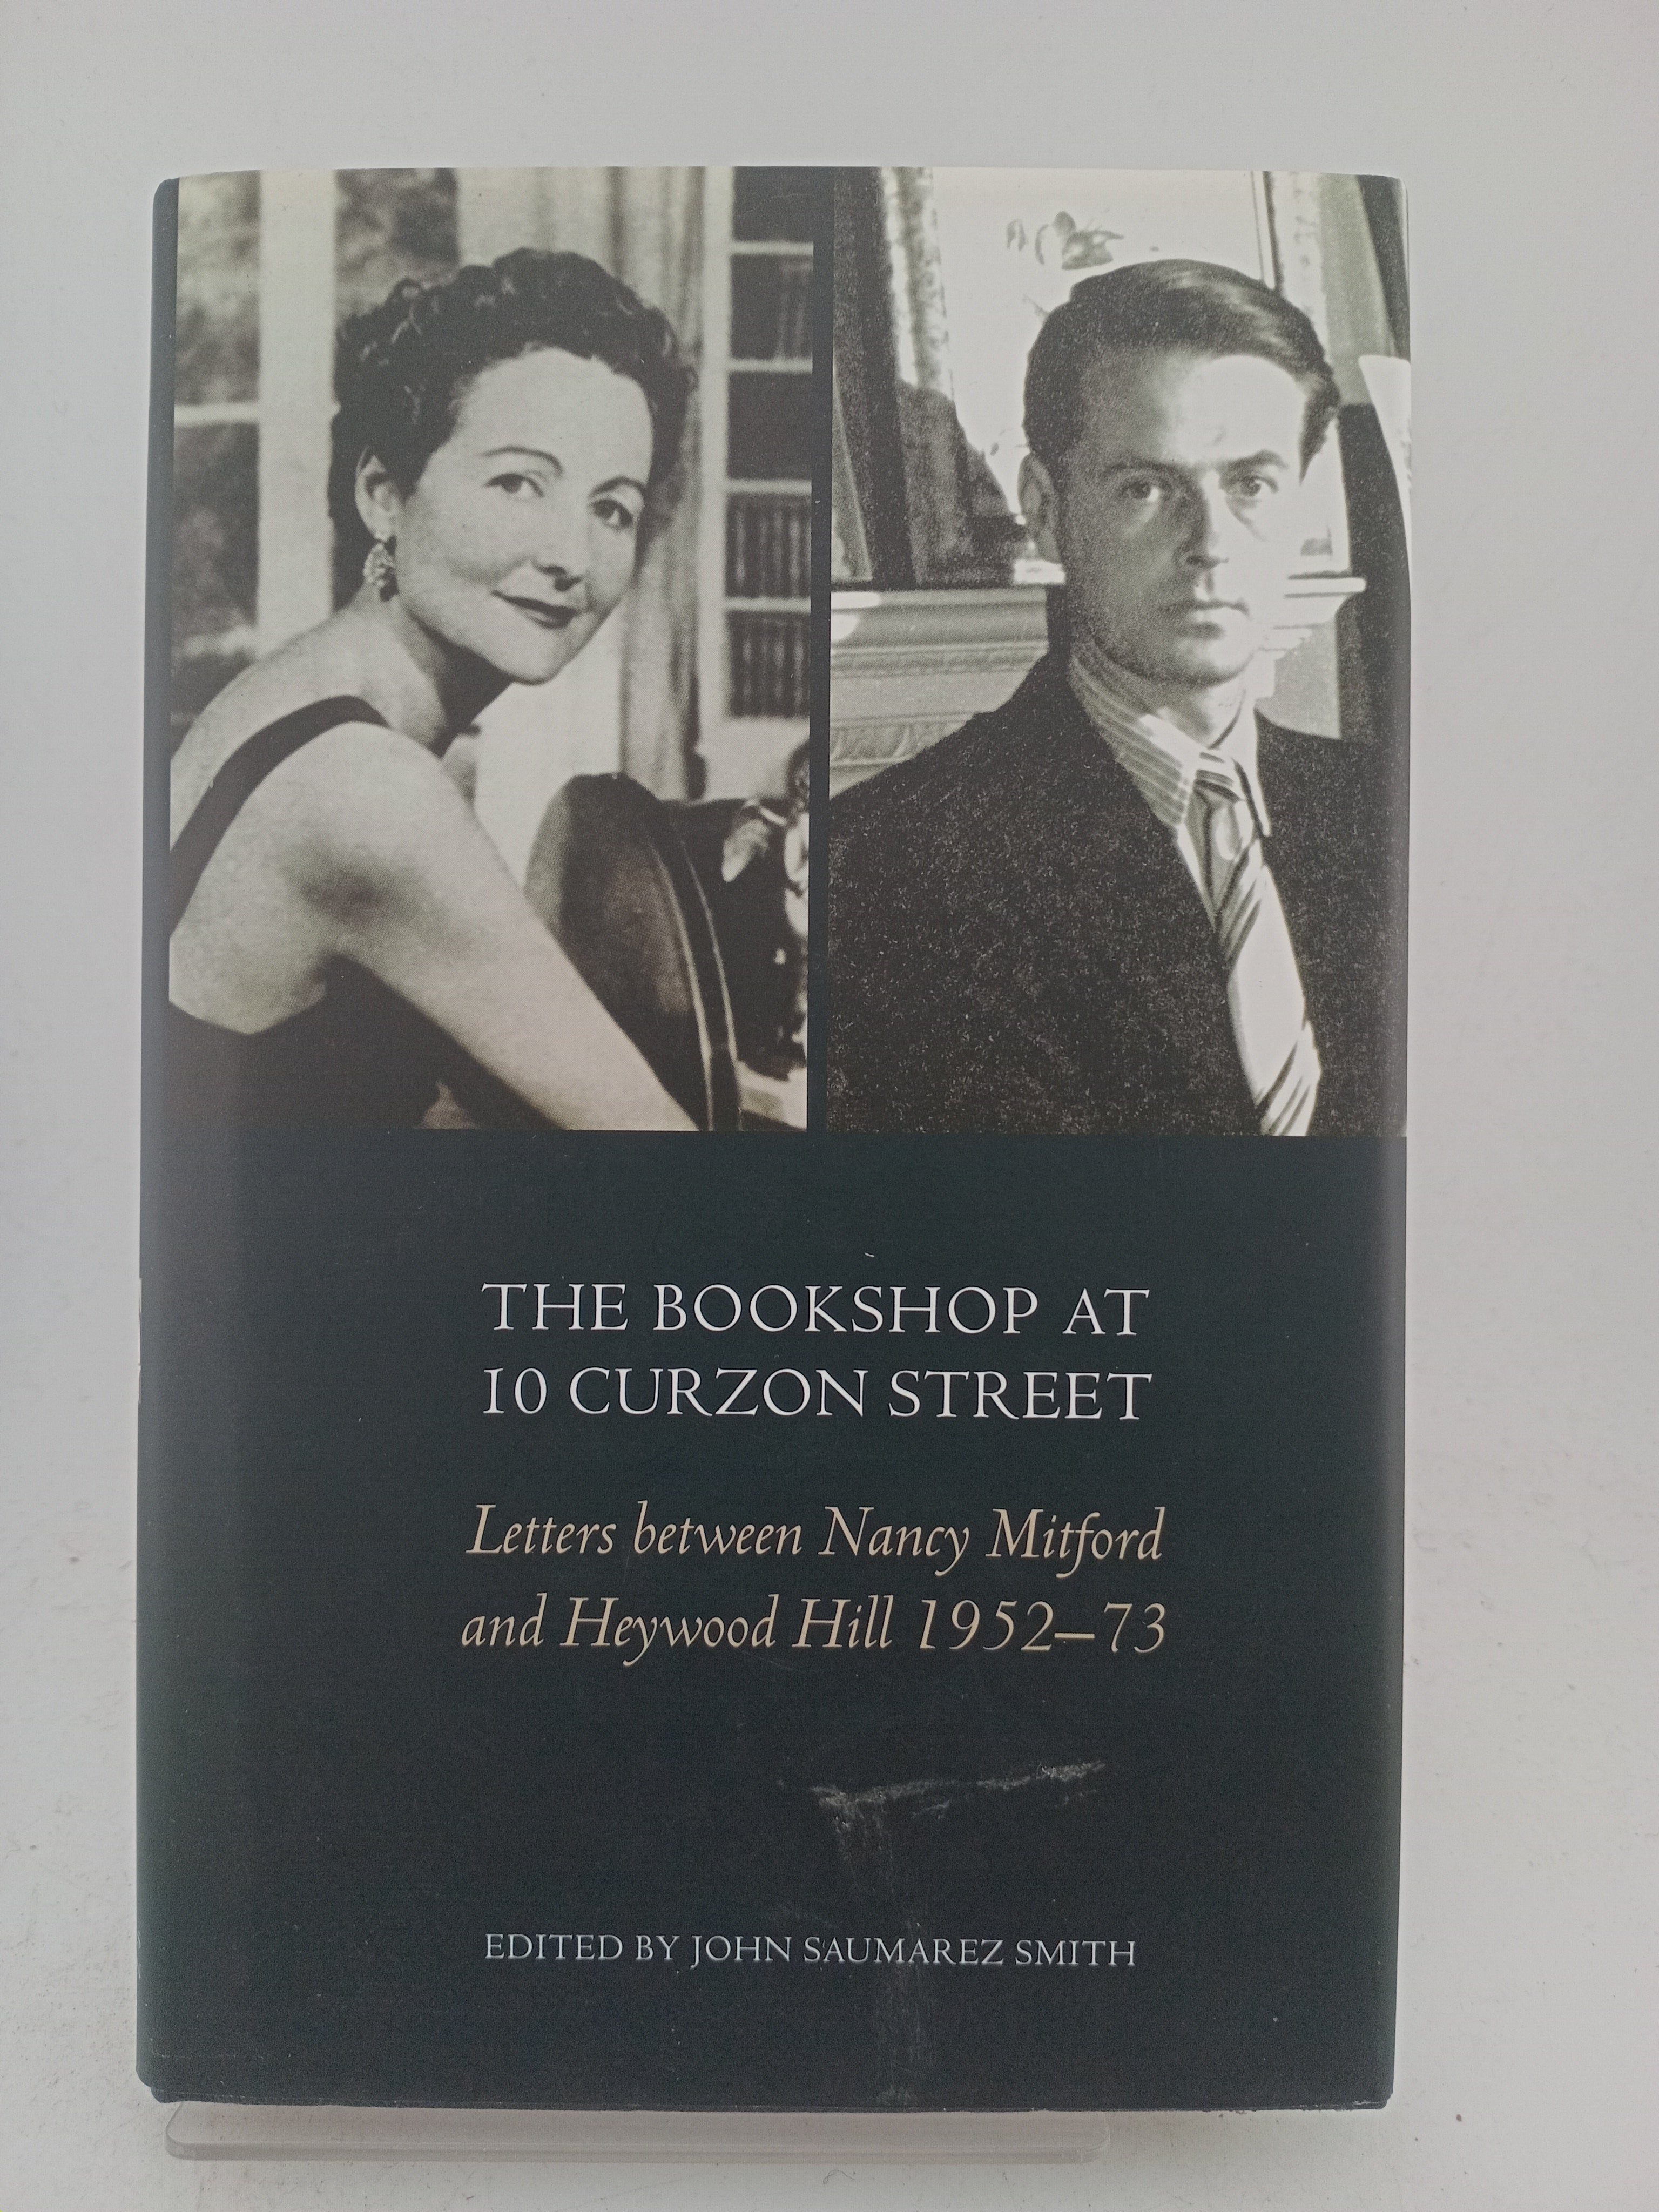 THE BOOKSHOP AT
10 CURZON STREET
Letters between Nancy Mitford
and Heywood Hill 1952–73
EDITED BY JOHN SAUMAREZ SMITH